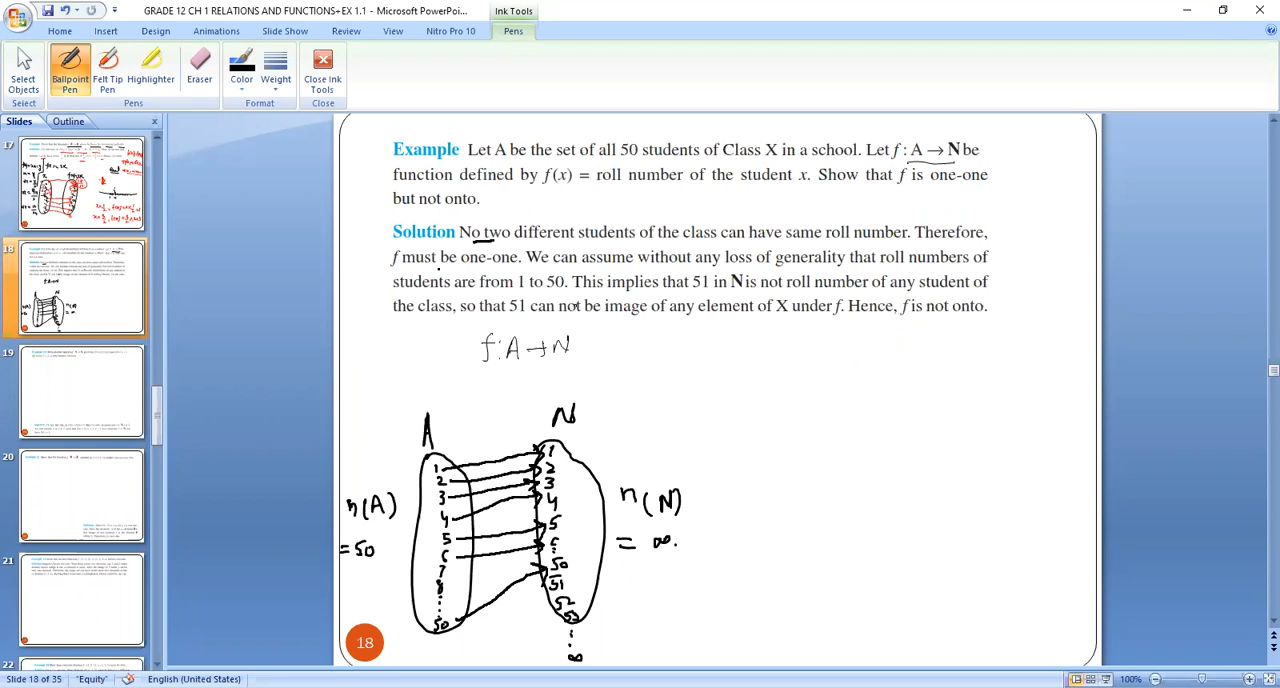 GRADE 12 CH 1 RELATIONS AND FUNCTIONS+EX 1.1 - Microsoft PowerPoi...
Ink Tools
Home Insert Design Animations Slide Show Review View Nitro Pro 10 Pens
Select Objects
Ballpoint Pen
Felt Tip Pen
Highlighter
Eraser
Color
Weight
Close Ink Tools
Select Pens Format Close
Slides Outline
17
18
19
20
21
22
Example Let A be the set of all 50 students of Class X in a school. Let f : A → N be
function defined by f(x) = roll number of the student x. Show that f is one-one
but not onto.
Solution No two different students of the class can have same roll number. Therefore,
f must be one-one. We can assume without any loss of generality that roll numbers of
students are from 1 to 50. This implies that 51 in N is not roll number of any student of
the class, so that 51 can not be image of any element of X under f. Hence, f is not onto.
f: A → N
A
N
1
2
3
4
5
6
7
8
⋮
50
1
2
3
4
5
6
⋮
50
51
52
53
⋮
∞
n(A)
=50
n(N)
= ∞.
18
Slide 18 of 35 "Equity" English (United States) 100%